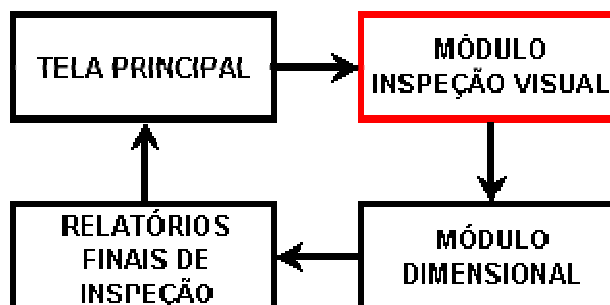 TELA PRINCIPAL
MÓDULO
INSPEÇÃO VISUAL
RELATÓRIOS
FINAIS DE
INSPEÇÃO
MÓDULO
DIMENSIONAL